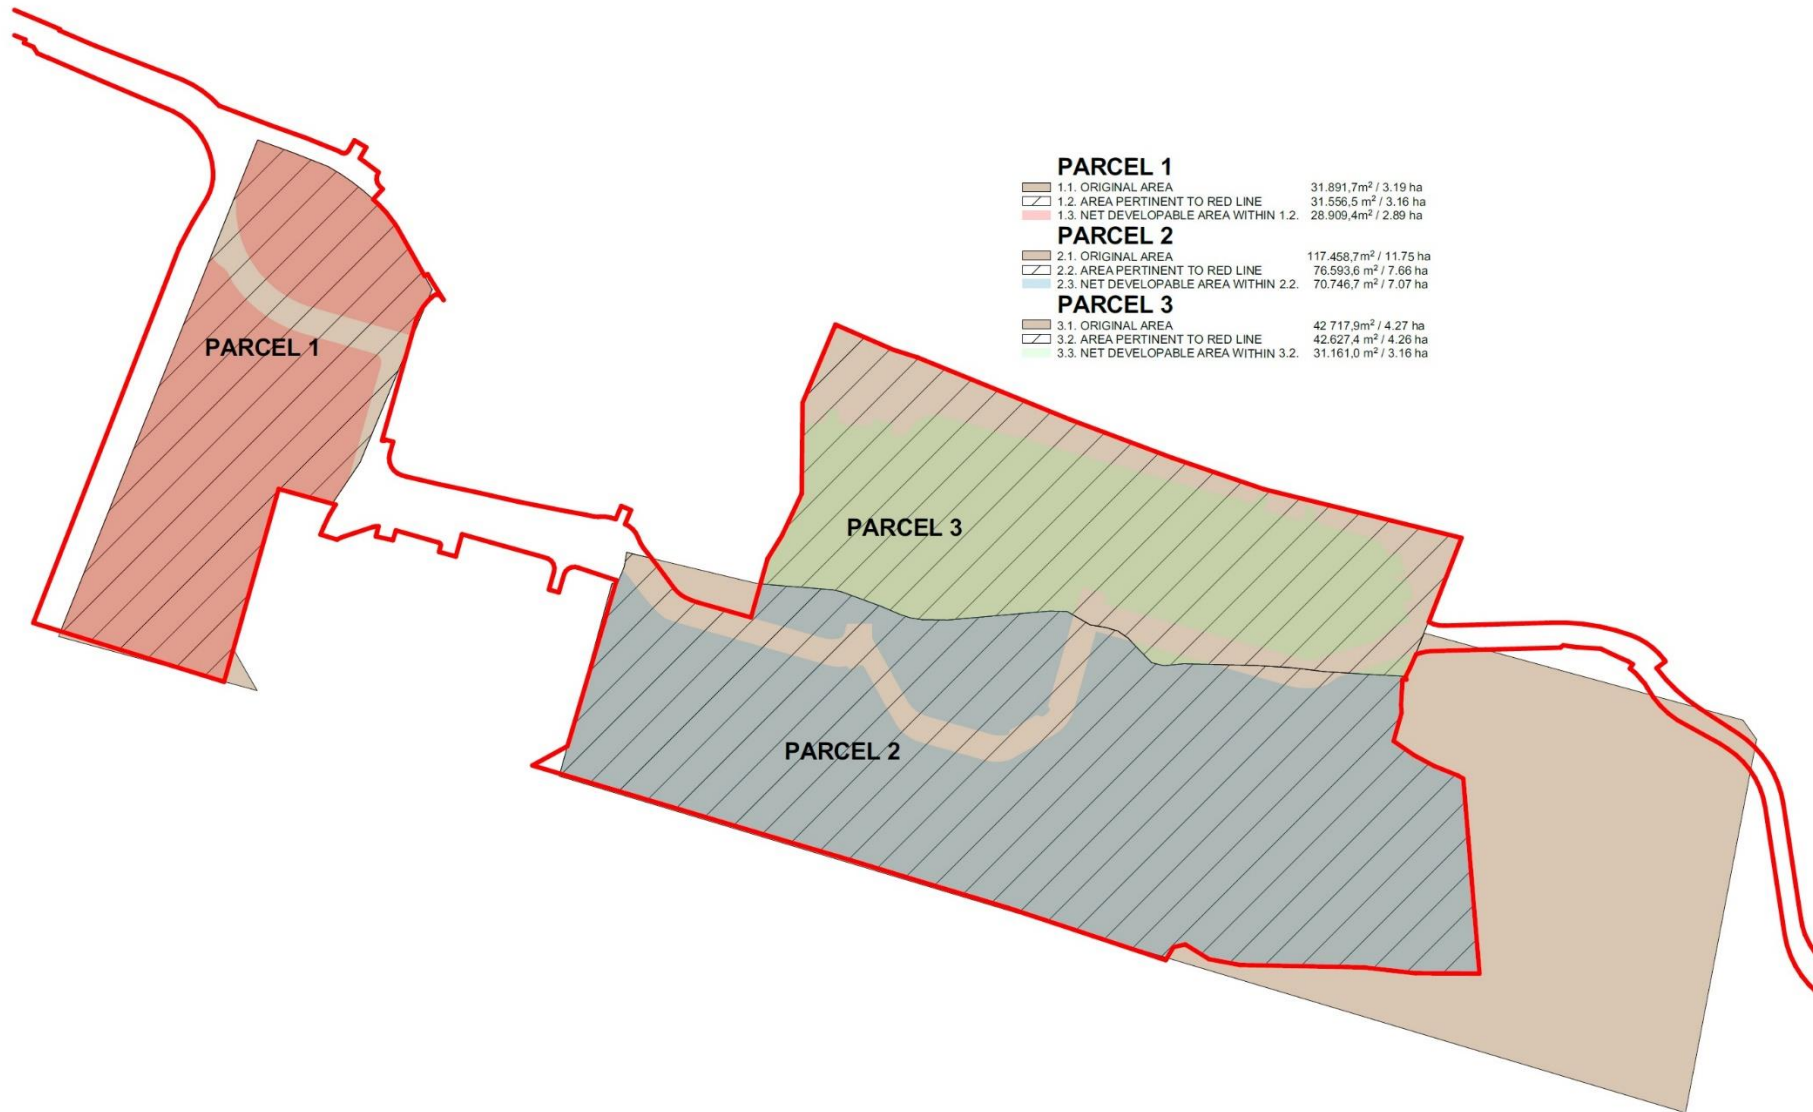 PARCEL 1
1.1. ORIGINAL AREA 31.891,7m² / 3.19 ha
1.2. AREA PERTINENT TO RED LINE 31.556,5 m² / 3.16 ha
1.3. NET DEVELOPABLE AREA WITHIN 1.2. 28.909,4m² / 2.89 ha
PARCEL 2
2.1. ORIGINAL AREA 117.458,7m² / 11.75 ha
2.2. AREA PERTINENT TO RED LINE 76.593,6 m² / 7.66 ha
2.3. NET DEVELOPABLE AREA WITHIN 2.2. 70.746,7 m² / 7.07 ha
PARCEL 3
3.1. ORIGINAL AREA 42 717,9m² / 4.27 ha
3.2. AREA PERTINENT TO RED LINE 42.627,4 m² / 4.26 ha
3.3. NET DEVELOPABLE AREA WITHIN 3.2. 31.161,0 m² / 3.16 ha
PARCEL 1
PARCEL 3
PARCEL 2